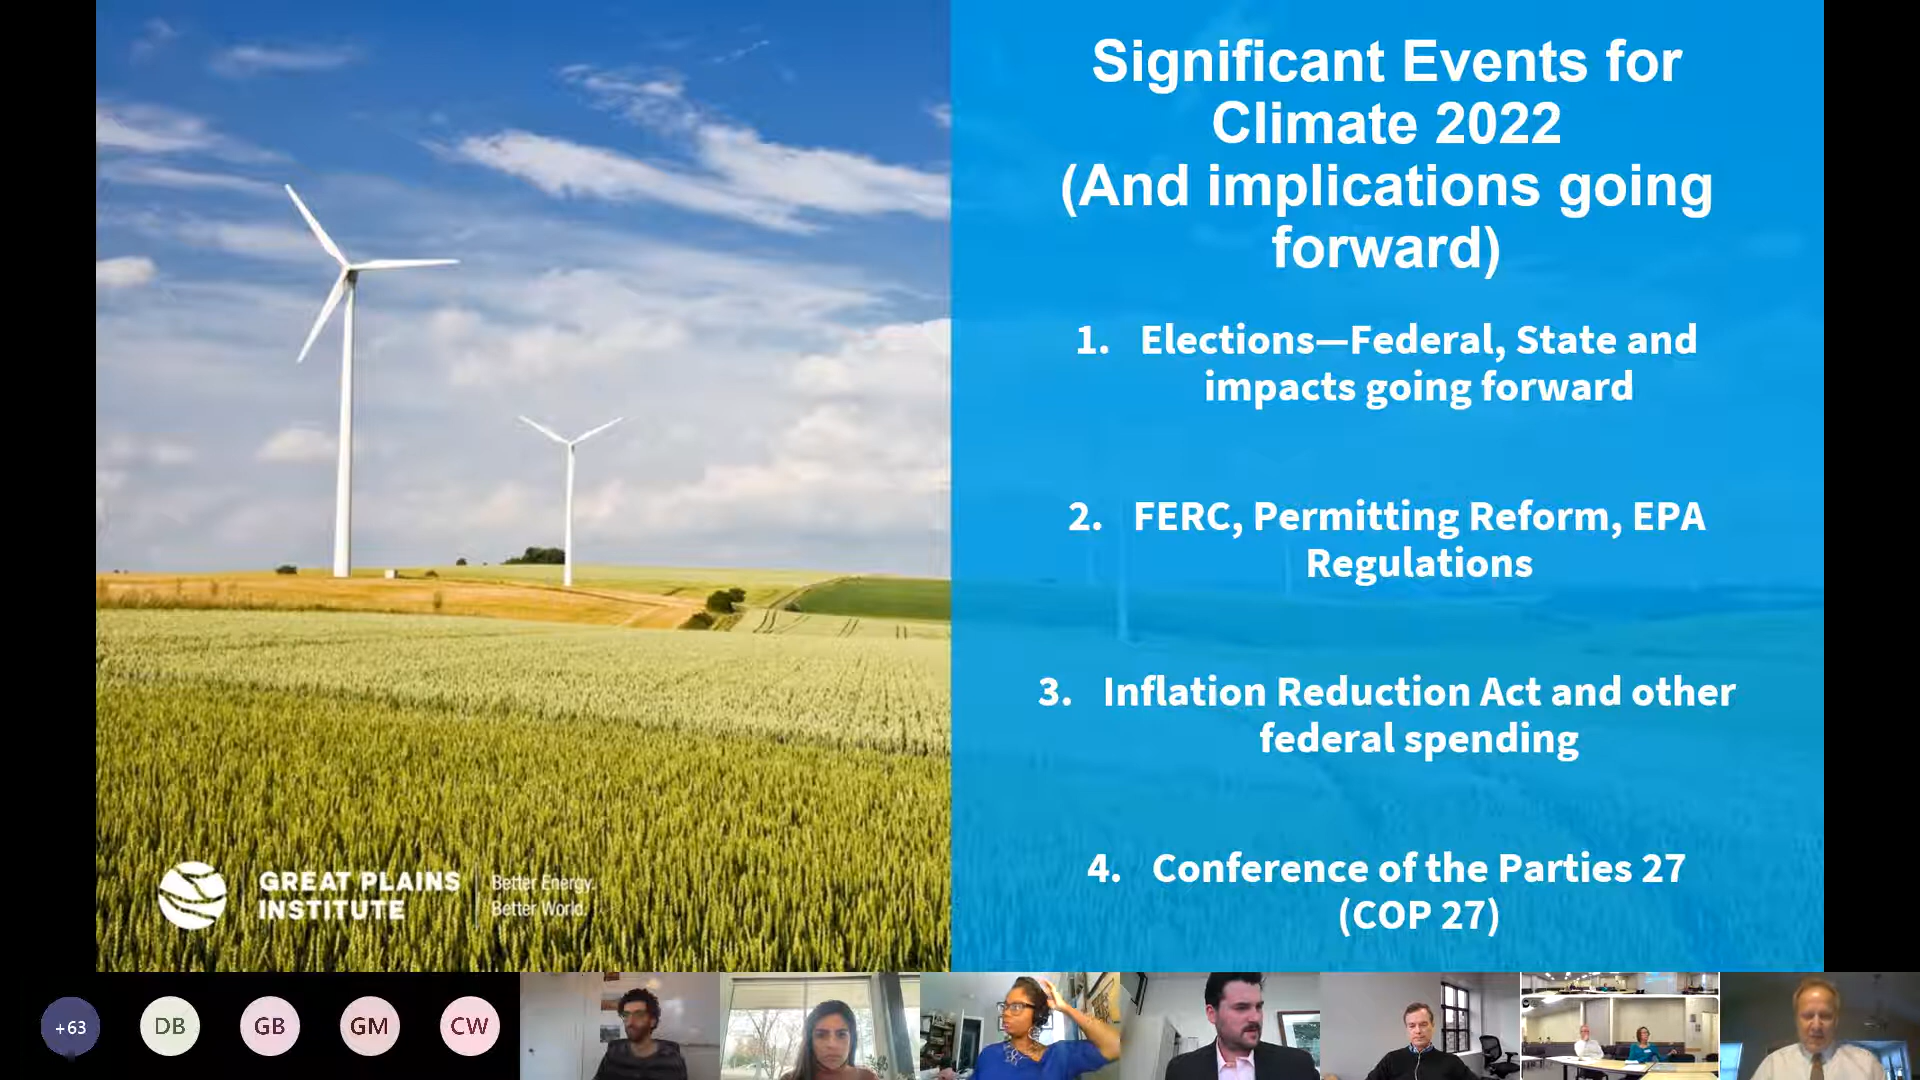 Significant Events for
Climate 2022
(And implications going
forward)
1. Elections—Federal, State and
impacts going forward
2. FERC, Permitting Reform, EPA
Regulations
3. Inflation Reduction Act and other
federal spending
4. Conference of the Parties 27
(COP 27)
GREAT PLAINS
INSTITUTE
Better Energy.
Better World.
+63
DB
GB
GM
CW